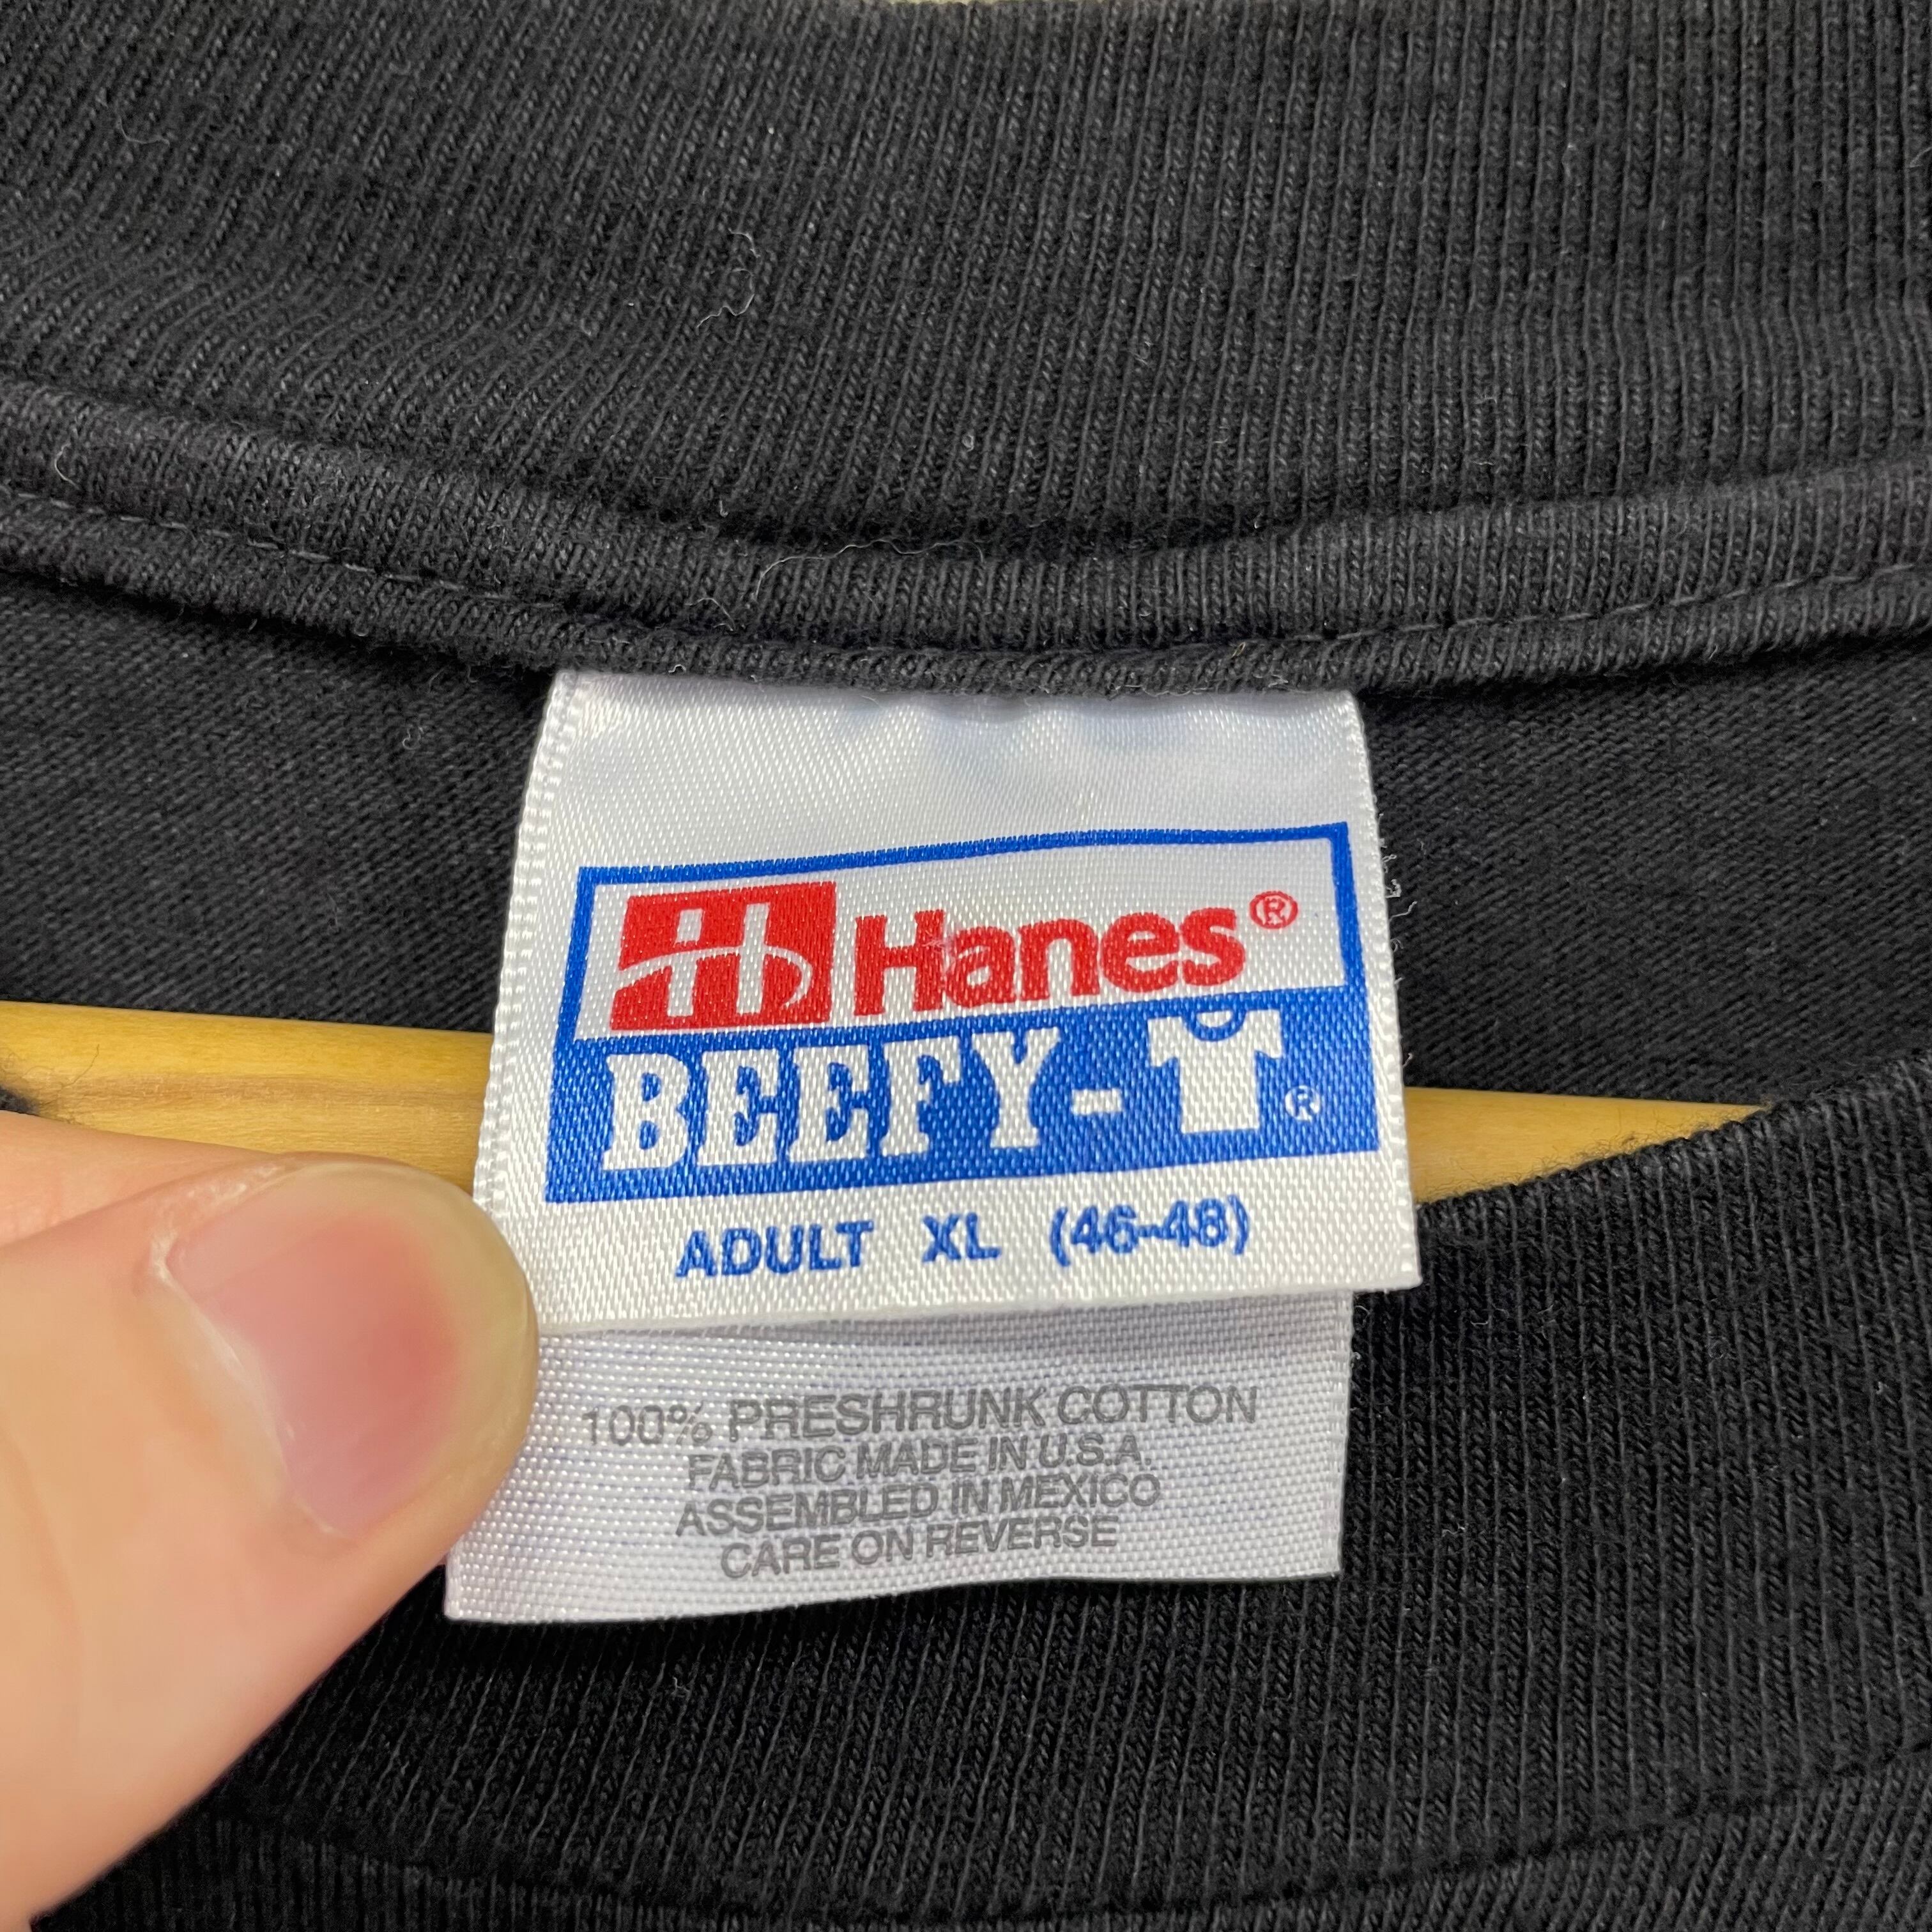 H Hanes®
BEEFY-T®
ADULT XL (46-48)
100% PRESHRUNK COTTON
FABRIC MADE IN U.S.A.
ASSEMBLED IN MEXICO
CARE ON REVERSE